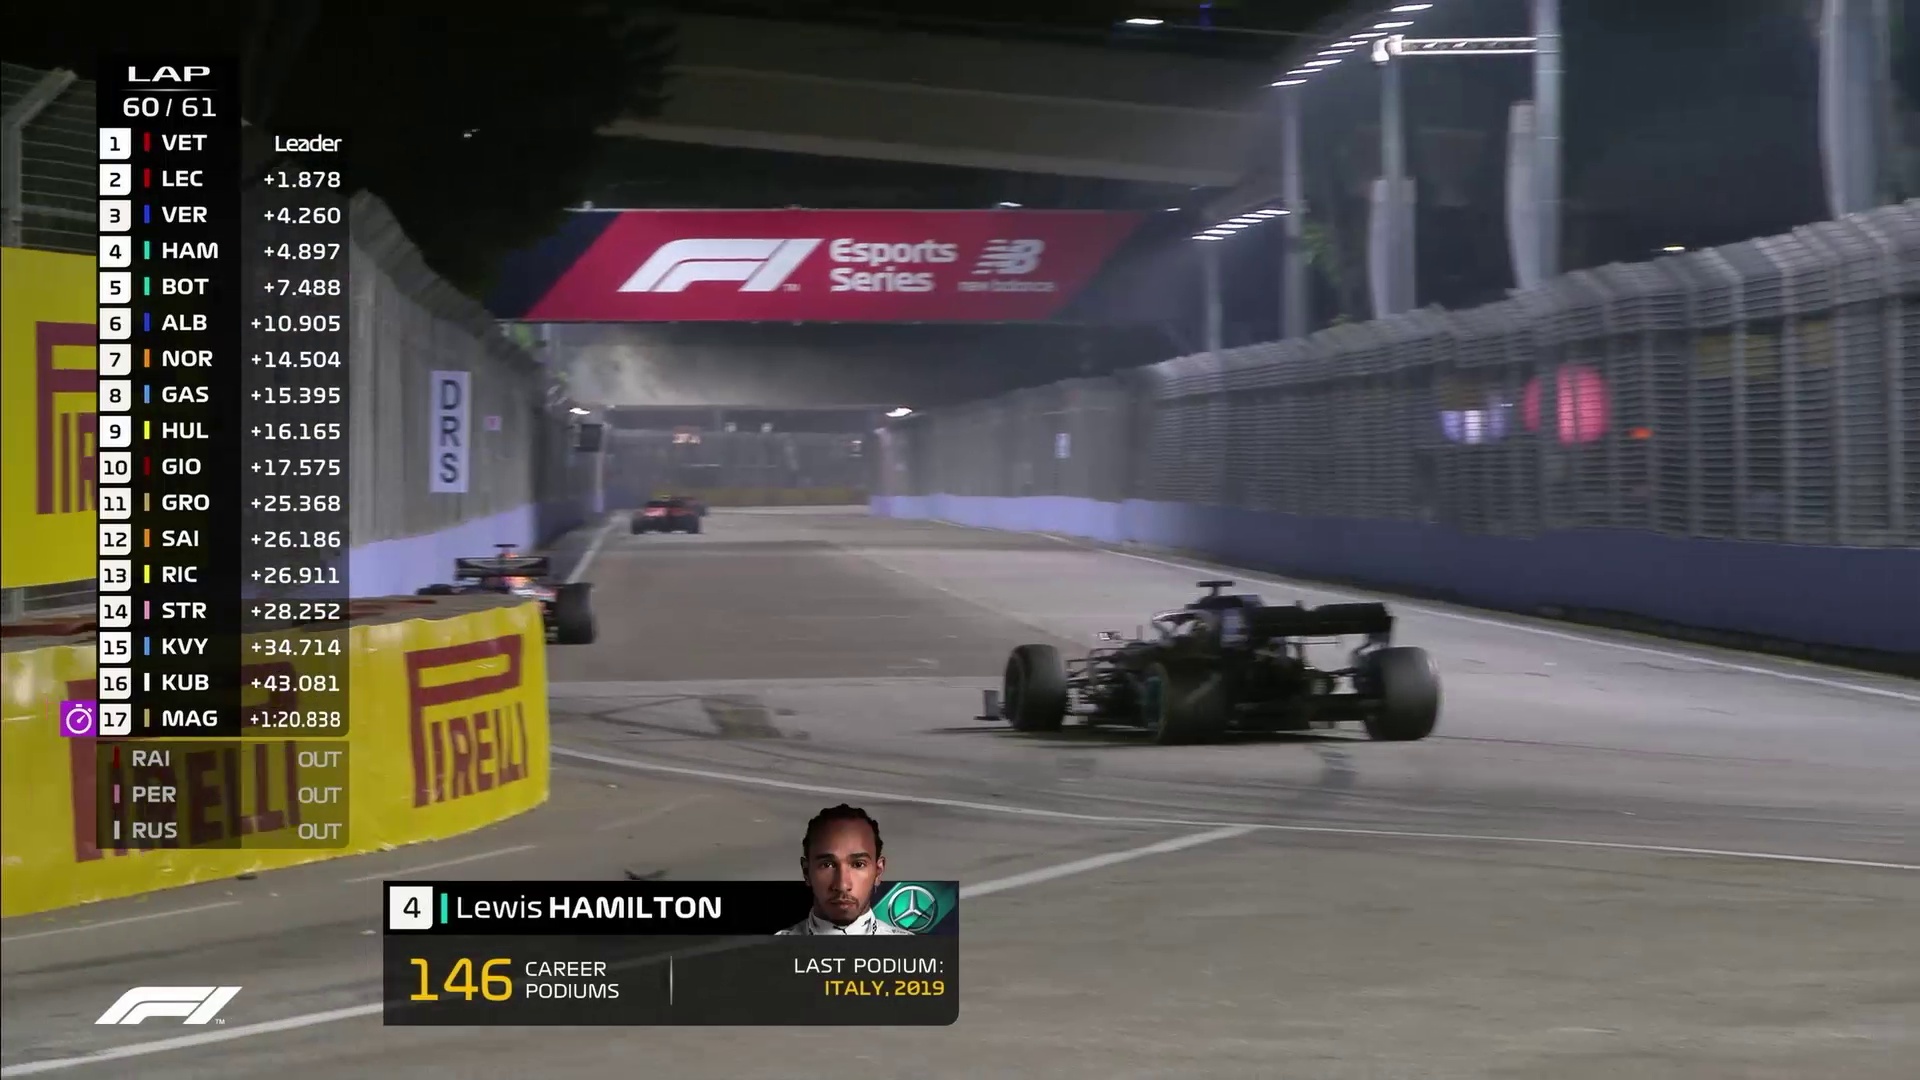 LAP
60 / 61
1 VET Leader
2 LEC +1.878
3 VER +4.260
4 HAM +4.897
5 BOT +7.488
6 ALB +10.905
7 NOR +14.504
8 GAS +15.395
9 HUL +16.165
10 GIO +17.575
11 GRO +25.368
12 SAI +26.186
13 RIC +26.911
14 STR +28.252
15 KVY +34.714
16 KUB +43.081
17 MAG +1:20.838
RAI OUT
PER OUT
RUS OUT
F1 Esports
Series
NB
new balance
DRS
PIRELLI
PIRELLI
4 Lewis HAMILTON
146 CAREER
PODIUMS
LAST PODIUM:
ITALY, 2019
F1